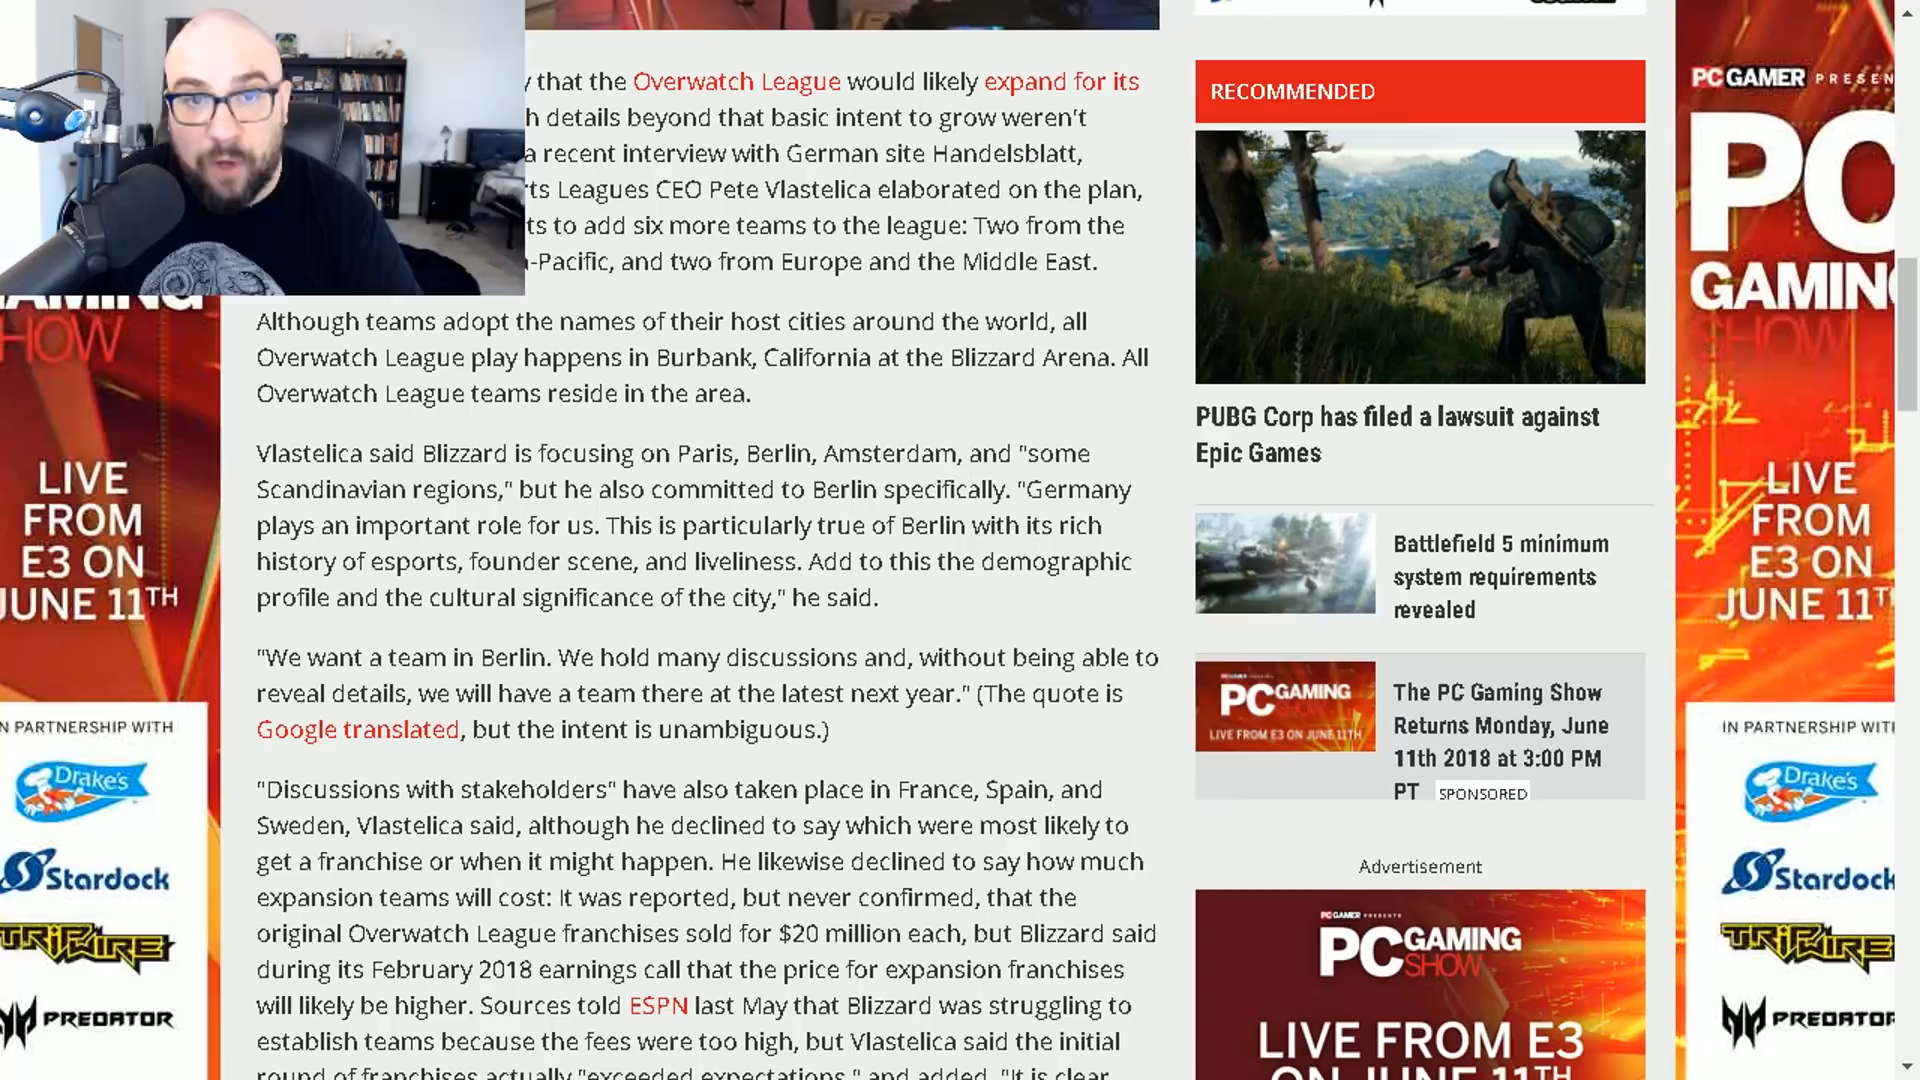 y that the Overwatch League would likely expand for its
h details beyond that basic intent to grow weren't
a recent interview with German site Handelsblatt,
ts Leagues CEO Pete Vlastelica elaborated on the plan,
ts to add six more teams to the league: Two from the
-Pacific, and two from Europe and the Middle East.
Although teams adopt the names of their host cities around the world, all
Overwatch League play happens in Burbank, California at the Blizzard Arena. All
Overwatch League teams reside in the area.
Vlastelica said Blizzard is focusing on Paris, Berlin, Amsterdam, and "some
Scandinavian regions," but he also committed to Berlin specifically. "Germany
plays an important role for us. This is particularly true of Berlin with its rich
history of esports, founder scene, and liveliness. Add to this the demographic
profile and the cultural significance of the city," he said.
"We want a team in Berlin. We hold many discussions and, without being able to
reveal details, we will have a team there at the latest next year." (The quote is
Google translated, but the intent is unambiguous.)
"Discussions with stakeholders" have also taken place in France, Spain, and
Sweden, Vlastelica said, although he declined to say which were most likely to
get a franchise or when it might happen. He likewise declined to say how much
expansion teams will cost: It was reported, but never confirmed, that the
original Overwatch League franchises sold for $20 million each, but Blizzard said
during its February 2018 earnings call that the price for expansion franchises
will likely be higher. Sources told ESPN last May that Blizzard was struggling to
establish teams because the fees were too high, but Vlastelica said the initial
round of franchises actually "exceeded expectations," and added, "It is clear
RECOMMENDED
PUBG Corp has filed a lawsuit against
Epic Games
Battlefield 5 minimum
system requirements
revealed
PC GAMING
SHOW
LIVE FROM E3 ON JUNE 11TH
The PC Gaming Show
Returns Monday, June
11th 2018 at 3:00 PM
PT SPONSORED
Advertisement
PC GAMER PRESENTS
PC GAMING
SHOW
LIVE FROM E3
ON JUNE 11TH
AMING
HOW
LIVE
FROM
E3 ON
JUNE 11TH
IN PARTNERSHIP WITH
Drake's
Stardock
TRIPWIRE
PREDATOR
PC GAMER PRESEN
PC
GAMING
SHOW
LIVE
FROM
E3 ON
JUNE 11T
IN PARTNERSHIP WIT
Drake's
Stardock
TRIPWIRE
PREDATOR